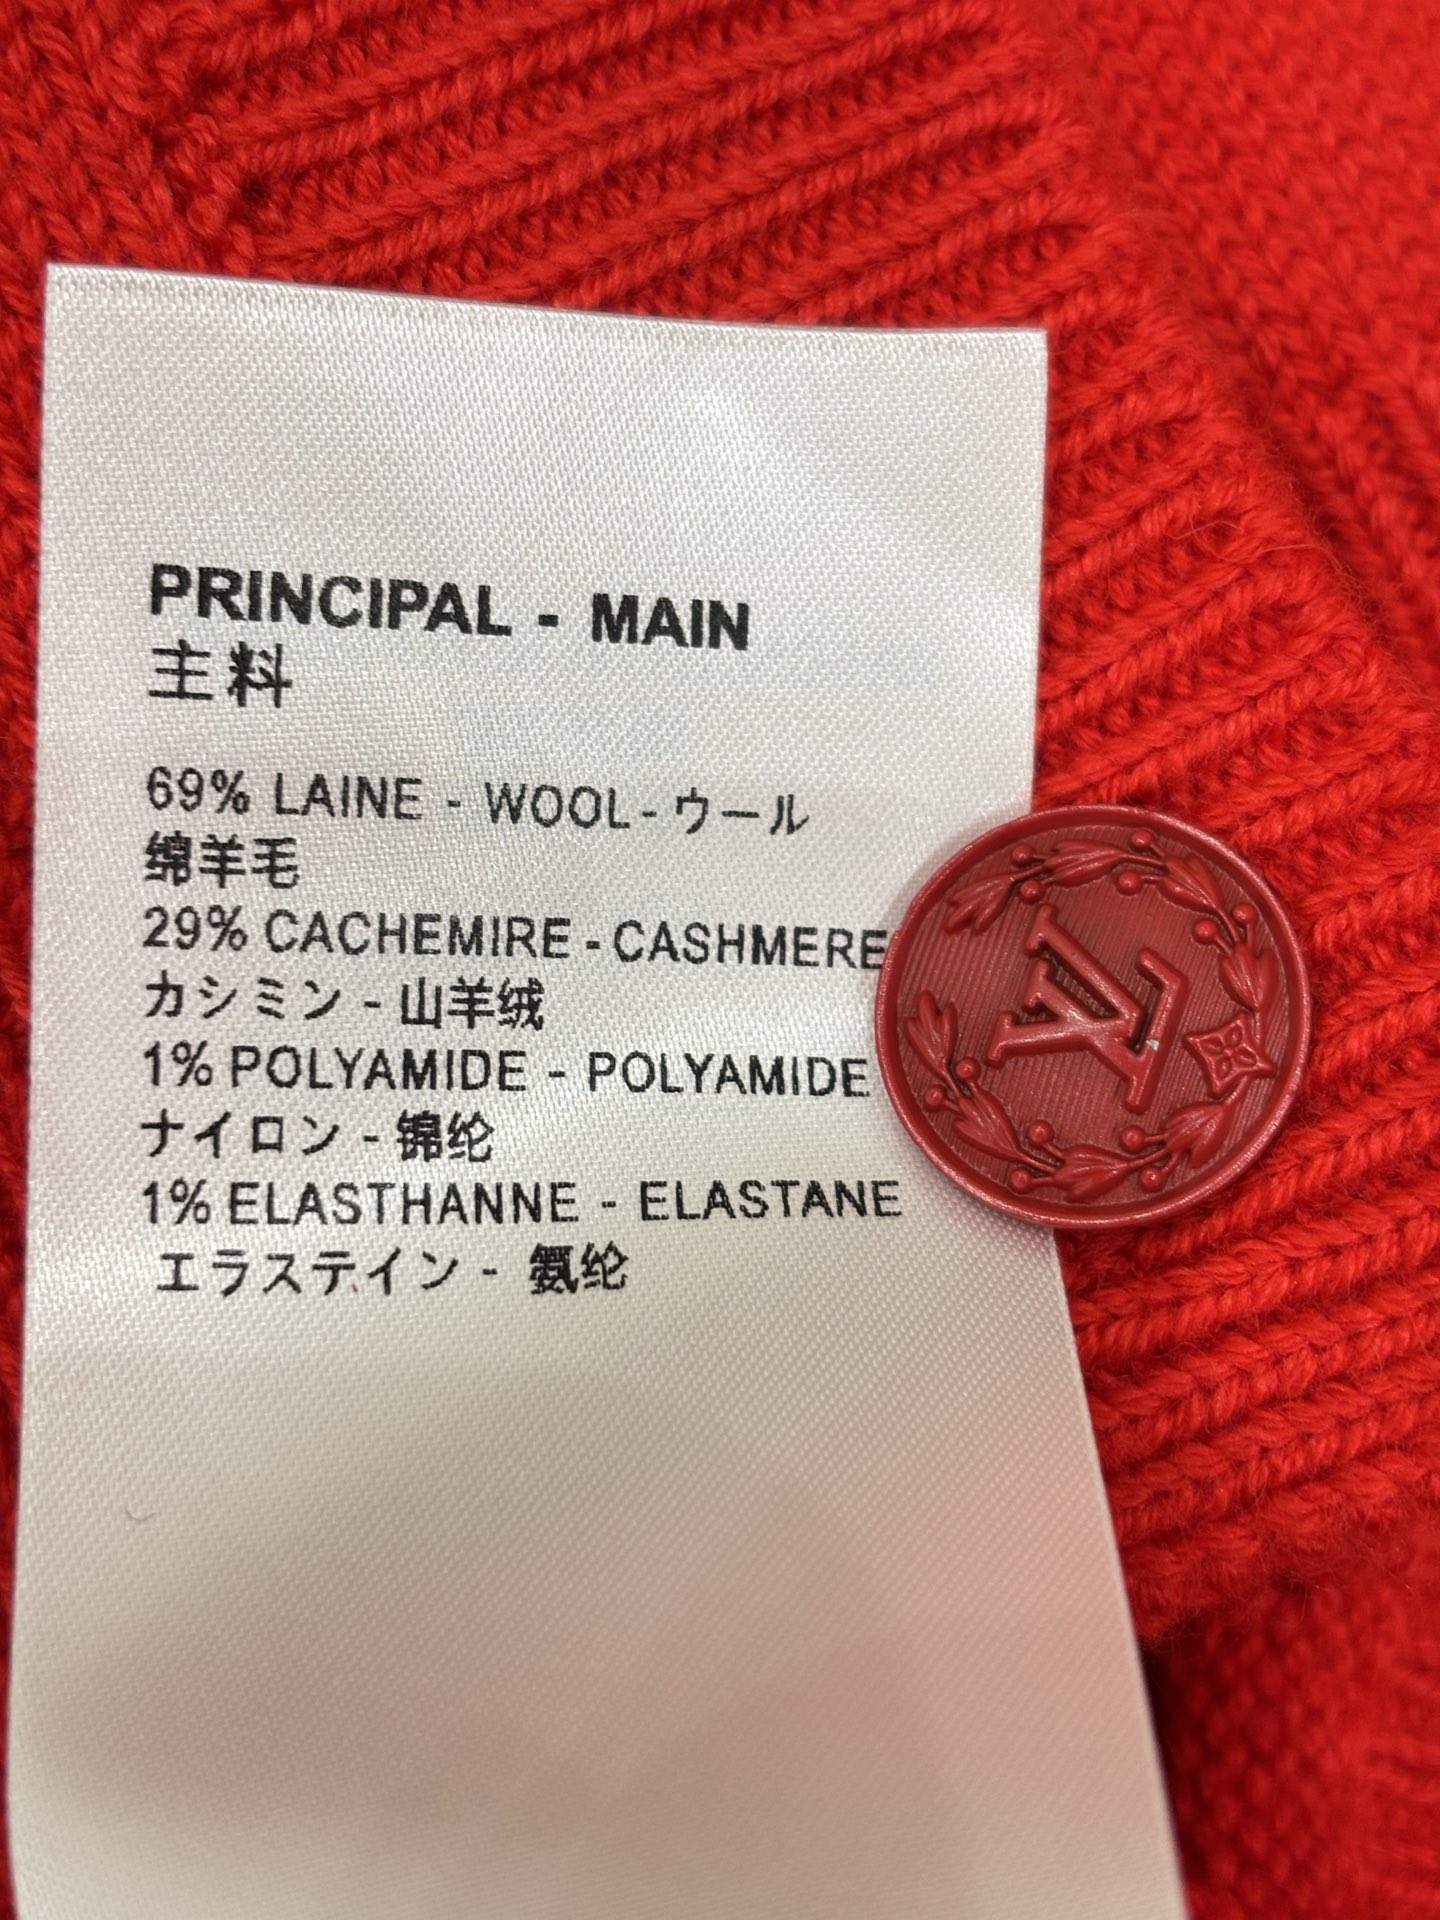 PRINCIPAL - MAIN
主料
69% LAINE - WOOL - ウール
绵羊毛
29% CACHEMIRE - CASHMERE
カシミン - 山羊绒
1% POLYAMIDE - POLYAMIDE
ナイロン - 锦纶
1% ELASTHANNE - ELASTANE
エラステイン - 氨纶
LV